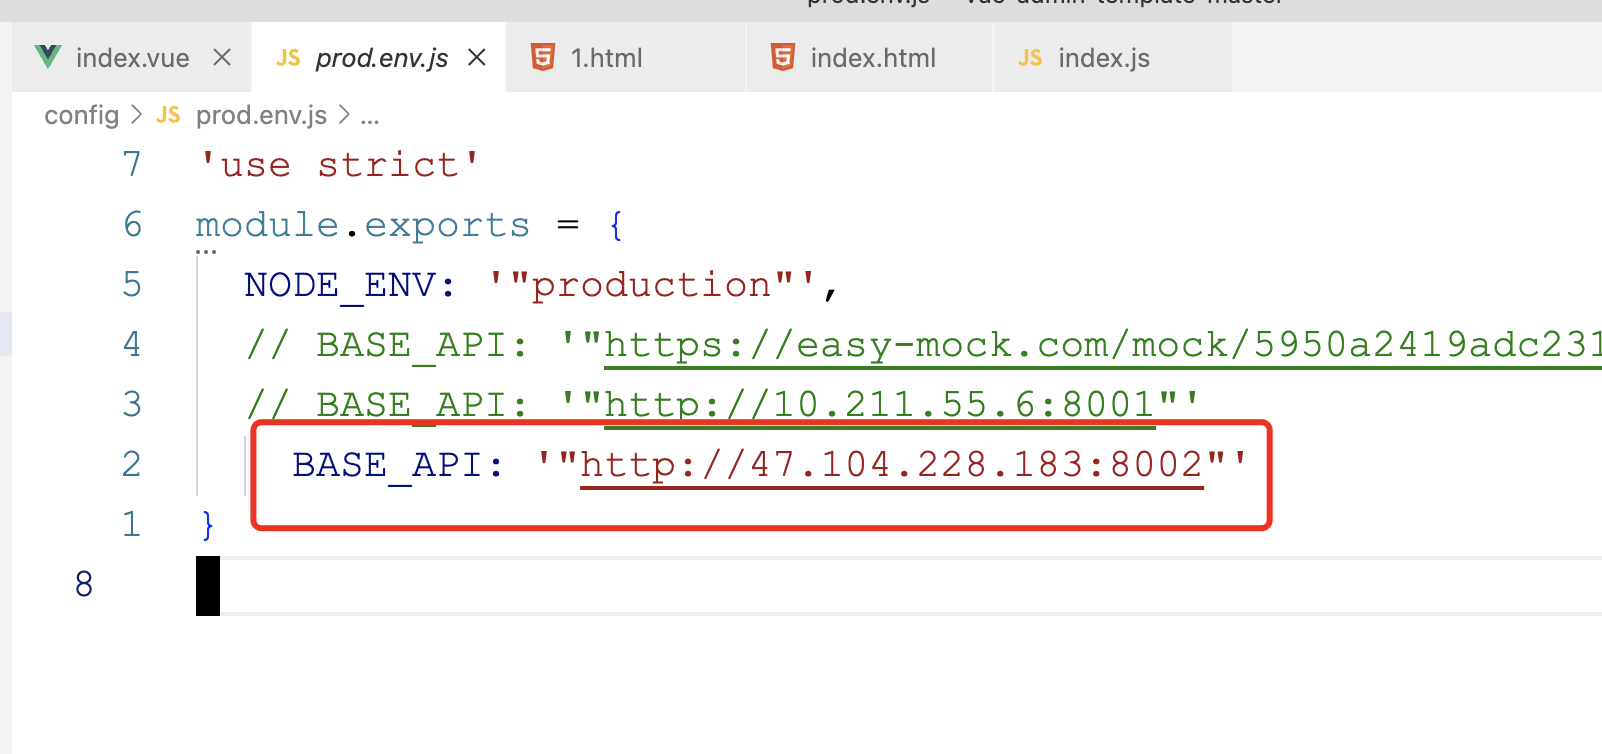 prod.env.js — vue-admin-template-master
index.vue JS prod.env.js 1.html index.html JS index.js
config > JS prod.env.js > ...
7 'use strict'
6 module.exports = {
5 NODE_ENV: '"production"',
4 // BASE_API: '"https://easy-mock.com/mock/5950a2419adc231
3 // BASE_API: '"http://10.211.55.6:8001"'
2 BASE_API: '"http://47.104.228.183:8002"'
1 }
8